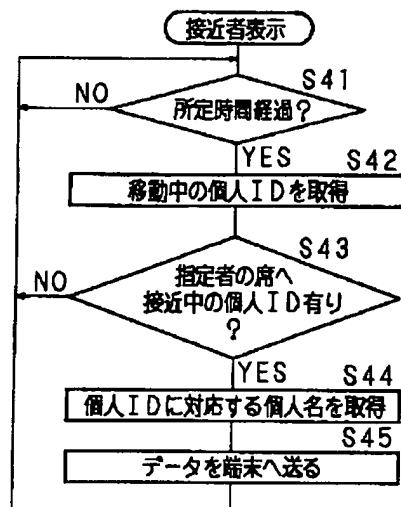 接近者表示
S41
NO
所定時間経過?
YES
S42
移動中の個人IDを取得
S43
NO
指定者の席へ
接近中の個人ID有り
?
YES
S44
個人IDに対応する個人名を取得
S45
データを端末へ送る